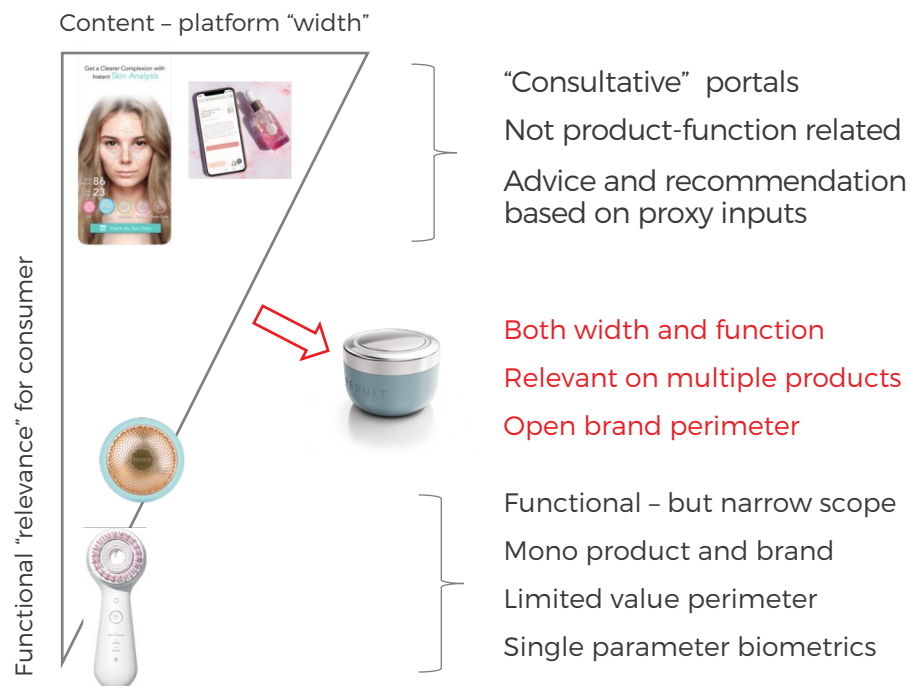 Content – platform “width”
Get a Clearer Complexion with
Instant Skin Analysis
86
23
“Consultative” portals
Not product-function related
Advice and recommendation
based on proxy inputs
Functional “relevance” for consumer
Both width and function
Relevant on multiple products
Open brand perimeter
Functional – but narrow scope
Mono product and brand
Limited value perimeter
Single parameter biometrics